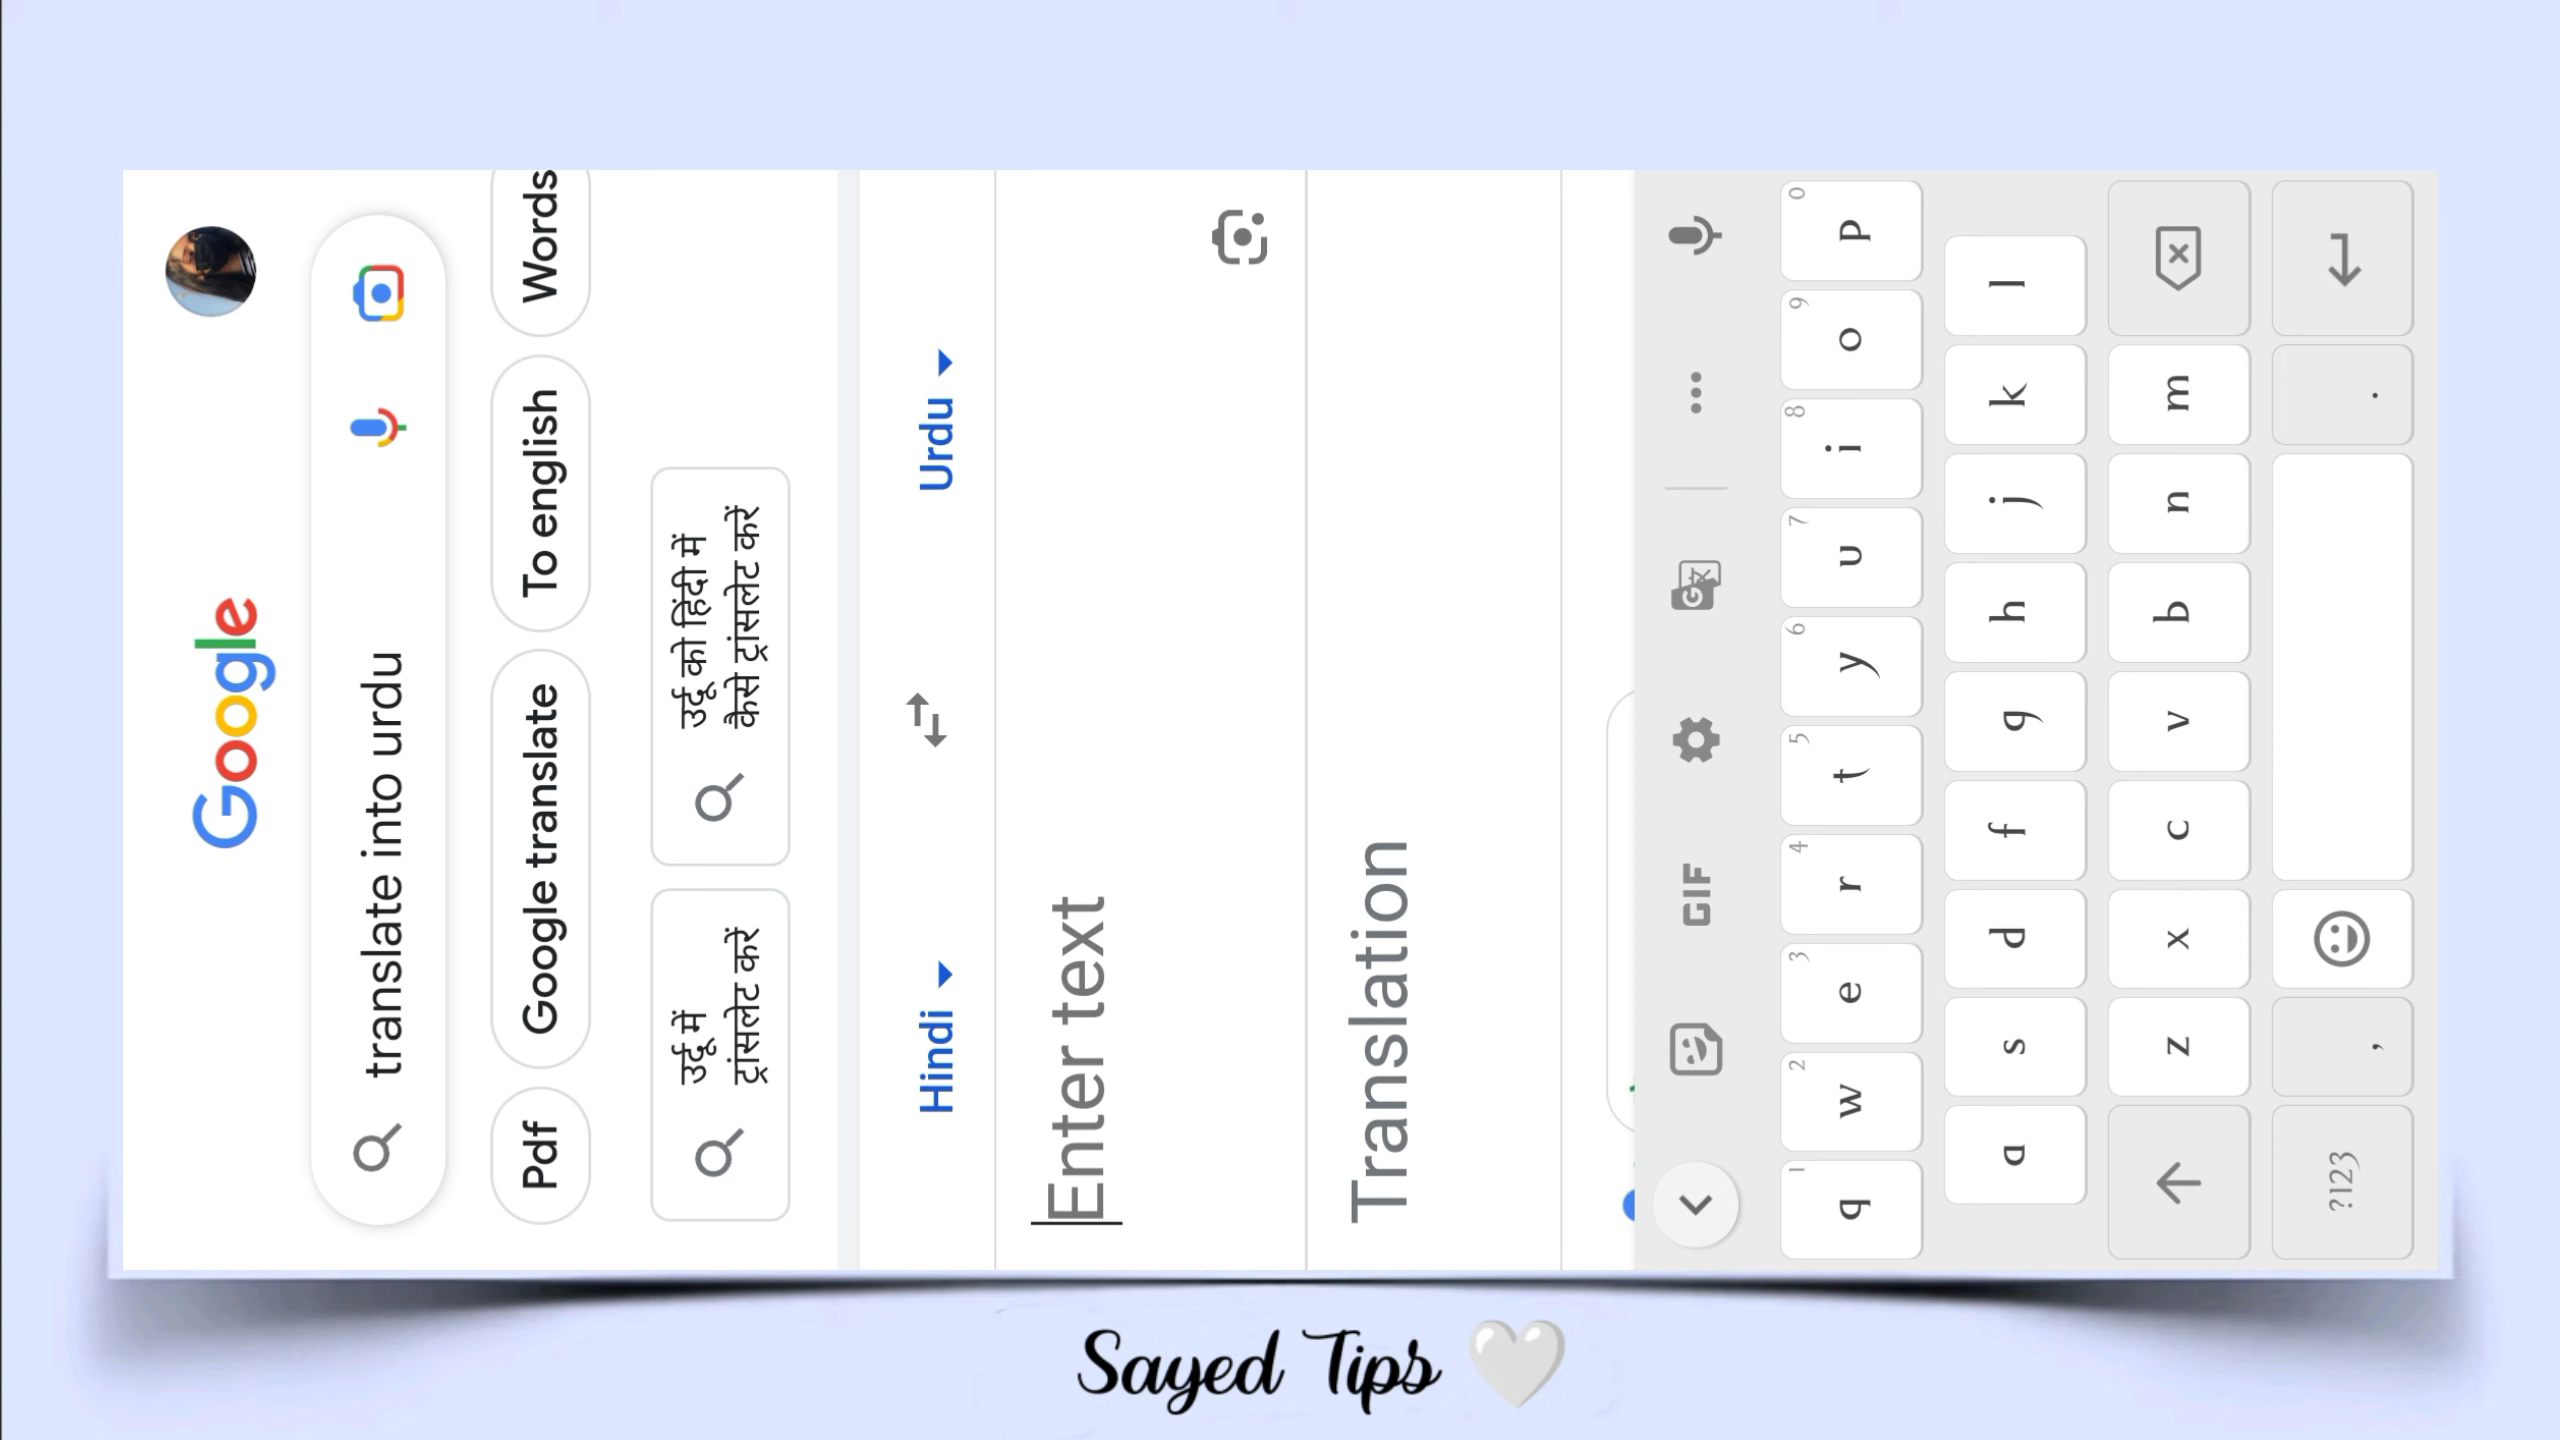 Google
translate into urdu
Pdf
Google translate
To english
Words
उर्दू में
ट्रांसलेट करें
उर्दू को हिंदी में
कैसे ट्रांसलेट करें
Hindi
Urdu
Enter text
Translation
GIF
q 1 w 2 e 3 r 4 t 5 y 6 u 7 i 8 o 9 p 0
a s d f g h j k l
z x c v b n m
?123 , .
Sayed Tips 🤍